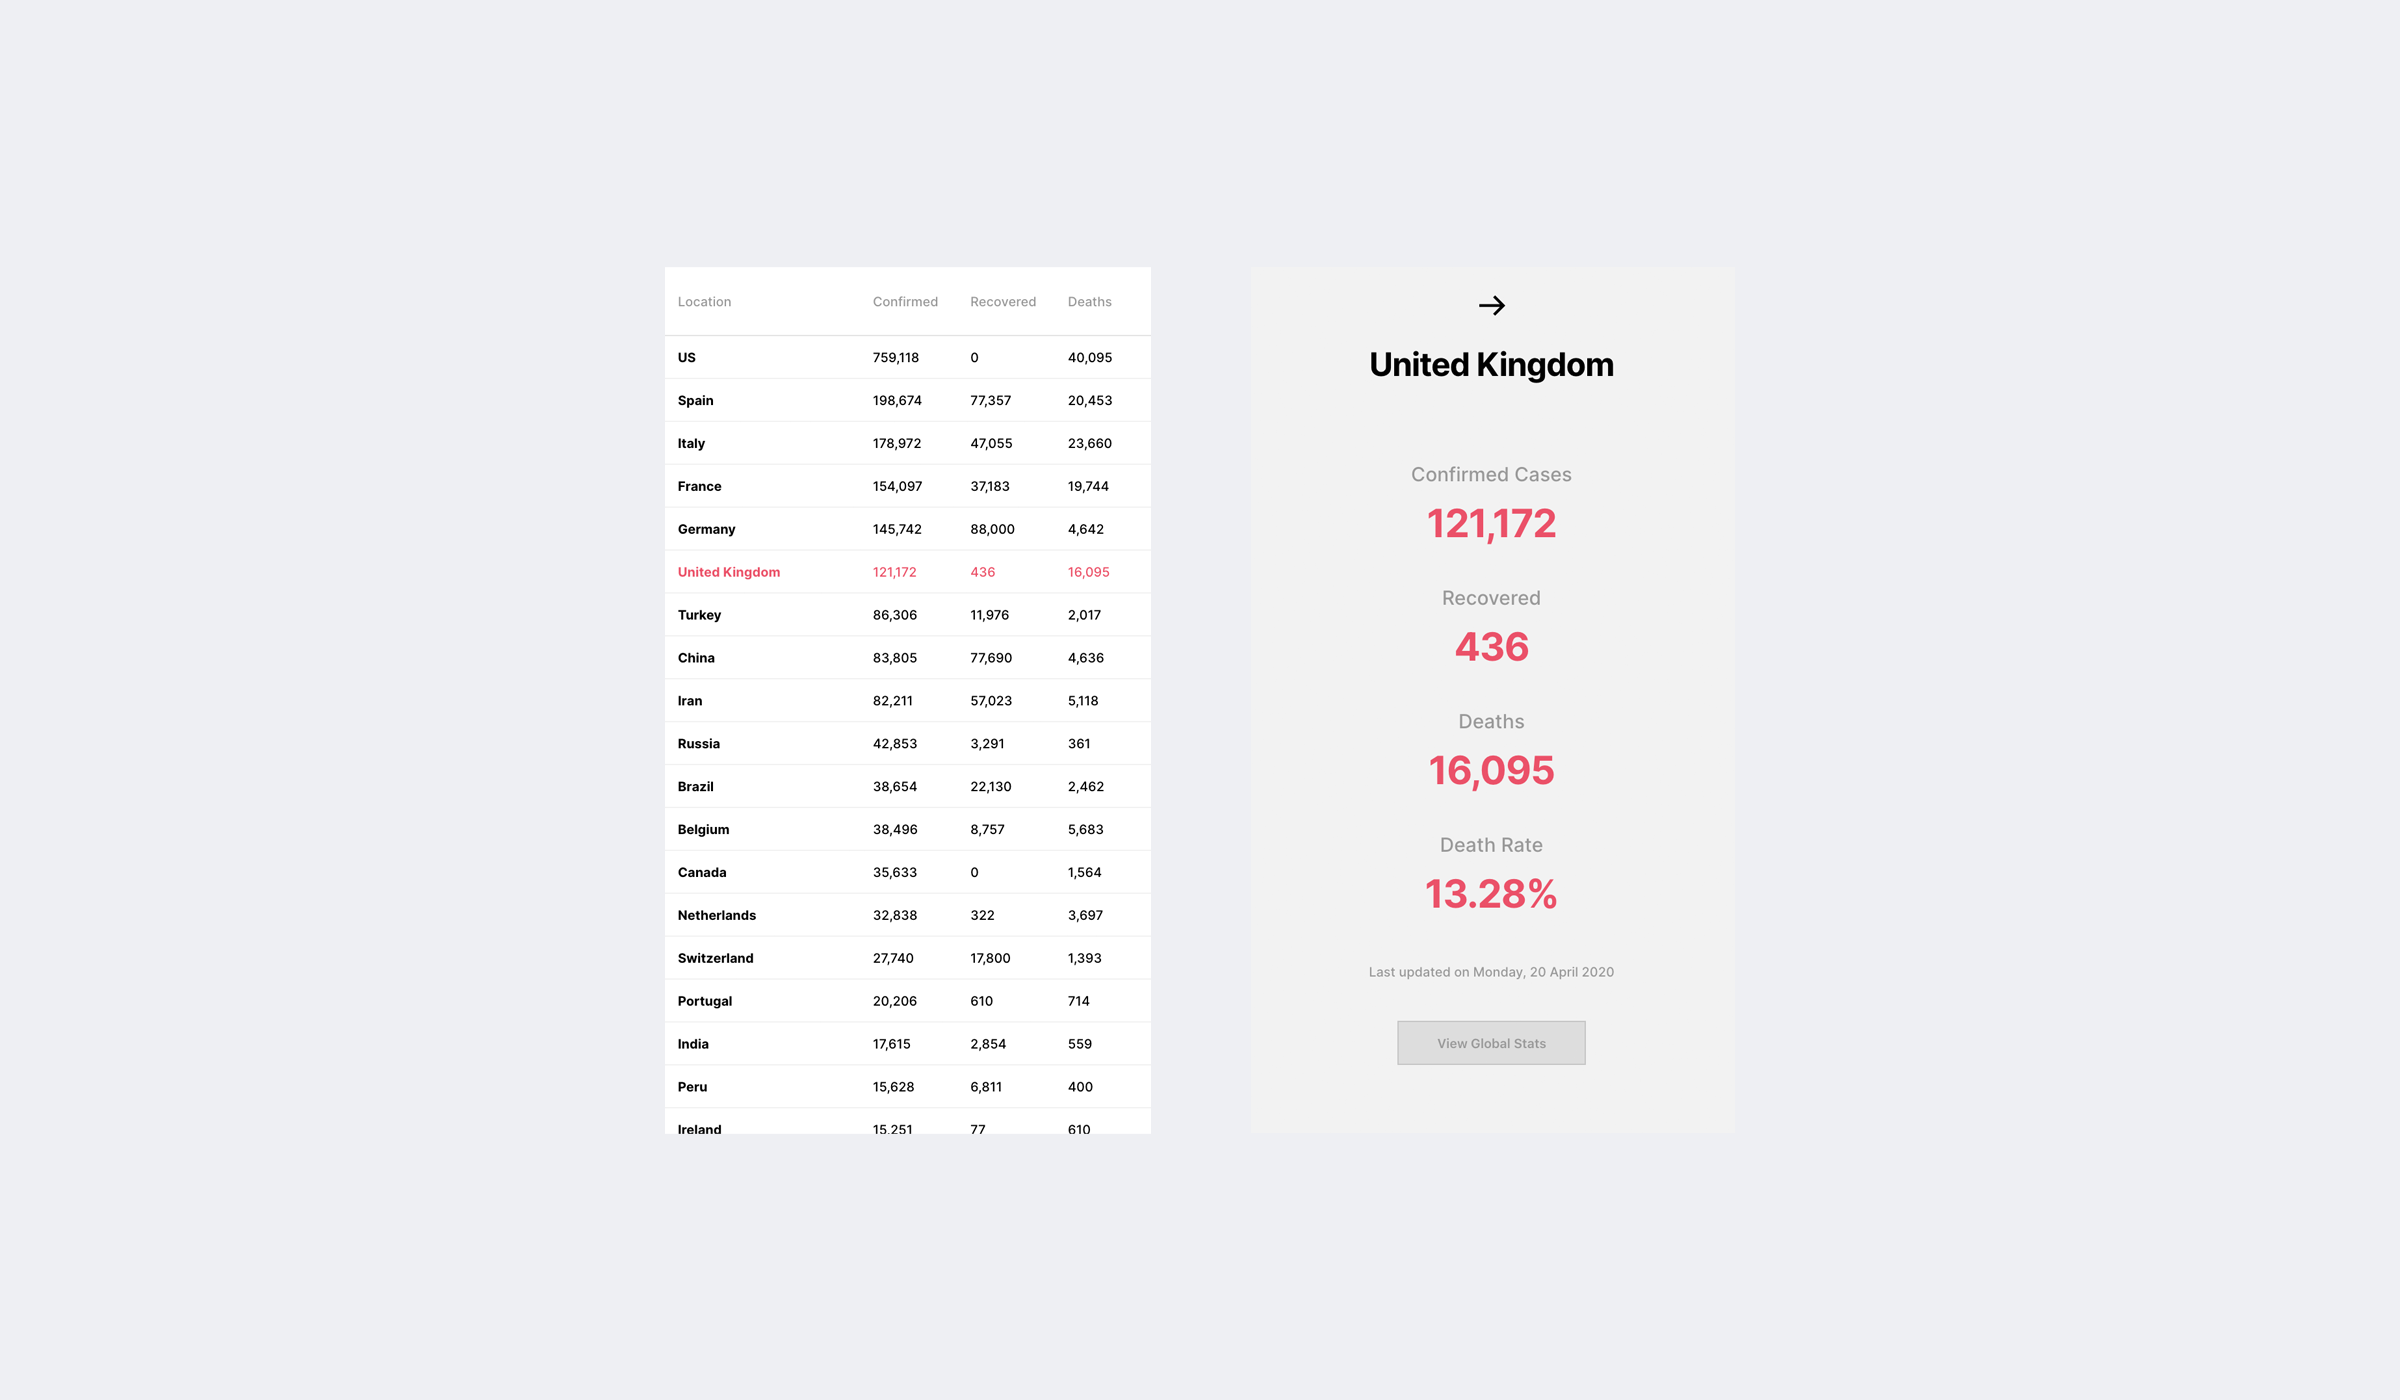 Location Confirmed Recovered Deaths
US 759,118 0 40,095
Spain 198,674 77,357 20,453
Italy 178,972 47,055 23,660
France 154,097 37,183 19,744
Germany 145,742 88,000 4,642
United Kingdom 121,172 436 16,095
Turkey 86,306 11,976 2,017
China 83,805 77,690 4,636
Iran 82,211 57,023 5,118
Russia 42,853 3,291 361
Brazil 38,654 22,130 2,462
Belgium 38,496 8,757 5,683
Canada 35,633 0 1,564
Netherlands 32,838 322 3,697
Switzerland 27,740 17,800 1,393
Portugal 20,206 610 714
India 17,615 2,854 559
Peru 15,628 6,811 400
Ireland 15,251 77 610
United Kingdom
Confirmed Cases
121,172
Recovered
436
Deaths
16,095
Death Rate
13.28%
Last updated on Monday, 20 April 2020
View Global Stats